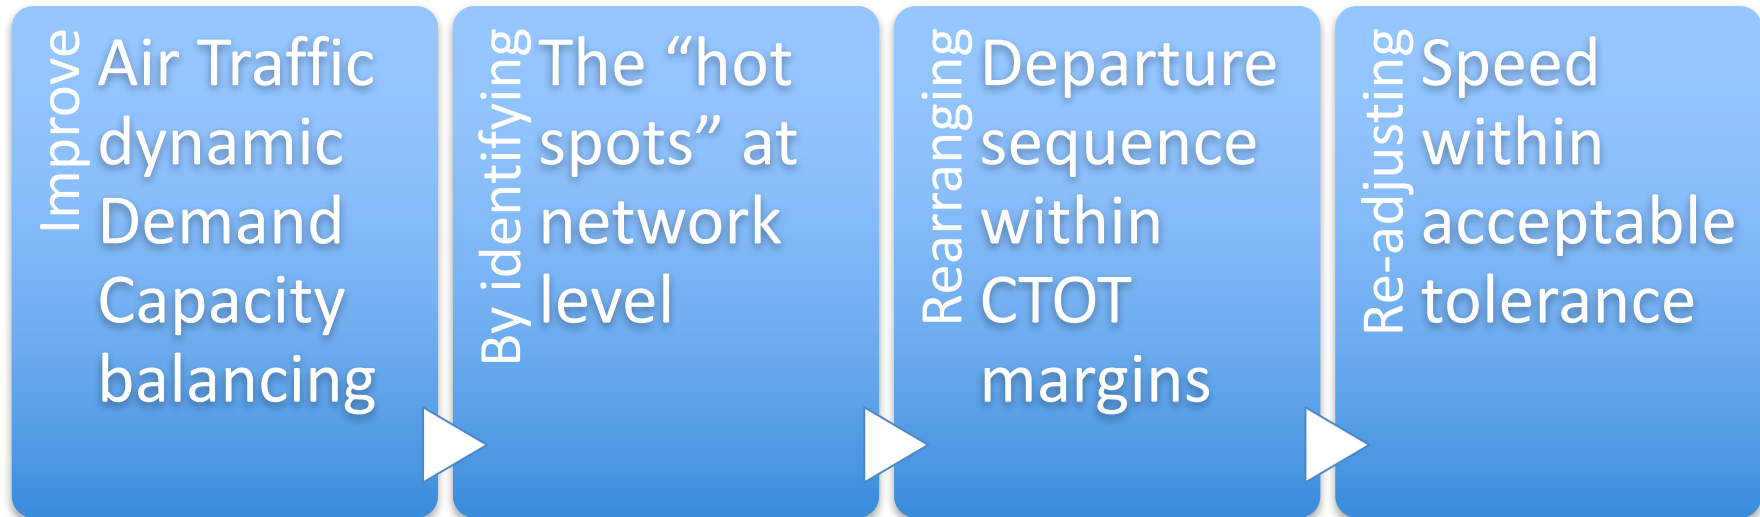 Improve
Air Traffic
dynamic
Demand
Capacity
balancing
By identifying
The “hot
spots” at
network
level
Rearranging
Departure
sequence
within
CTOT
margins
Re-adjusting
Speed
within
acceptable
tolerance